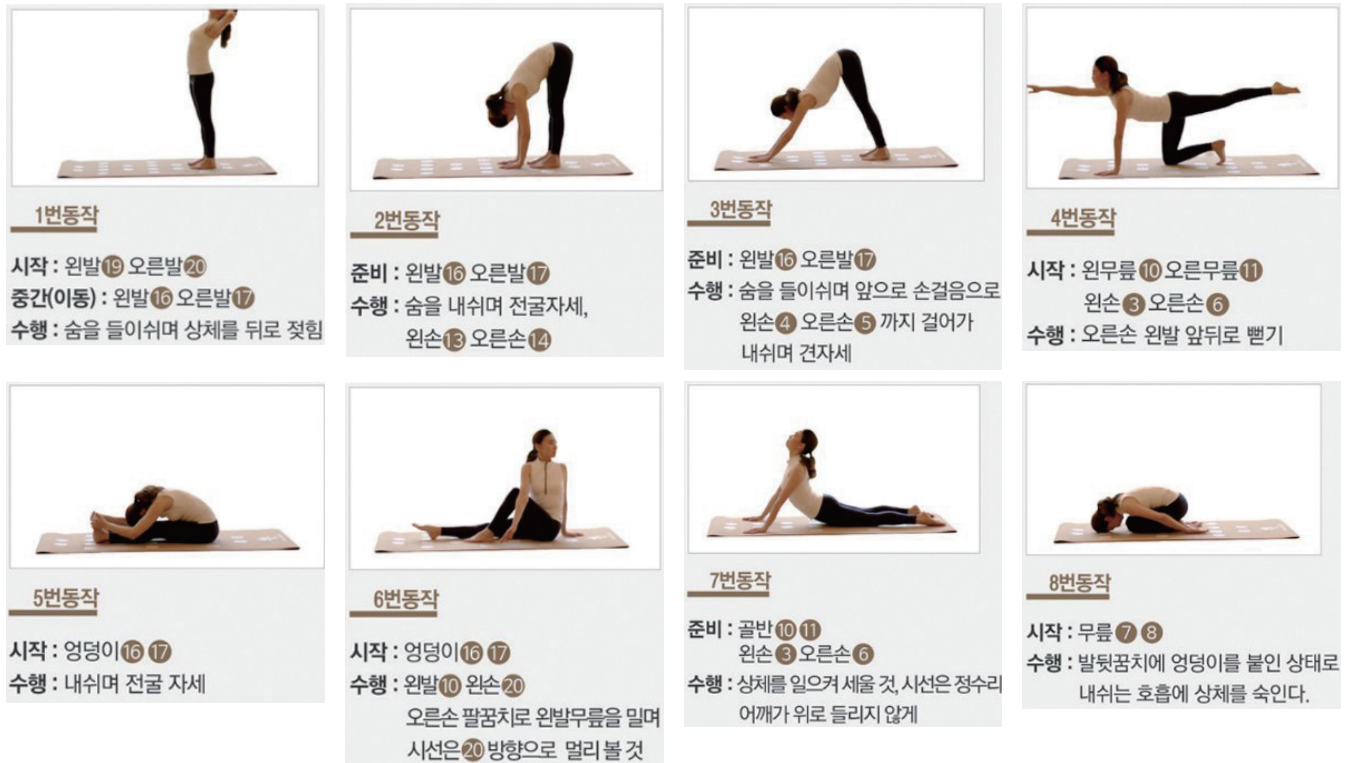 1번동작
시작 : 왼발⑲ 오른발⑳
중간(이동) : 왼발⑯ 오른발⑰
수행 : 숨을 들이쉬며 상체를 뒤로 젖힘
2번동작
준비 : 왼발⑯ 오른발⑰
수행 : 숨을 내쉬며 전굴자세,
왼손⑬ 오른손⑭
3번동작
준비 : 왼발⑯ 오른발⑰
수행 : 숨을 들이쉬며 앞으로 손걸음으로
왼손④ 오른손⑤ 까지 걸어가
내쉬며 견자세
4번동작
시작 : 왼무릎⑩ 오른무릎⑪
왼손③ 오른손⑥
수행 : 오른손 왼발 앞뒤로 뻗기
5번동작
시작 : 엉덩이⑯ ⑰
수행 : 내쉬며 전굴 자세
6번동작
시작 : 엉덩이⑯ ⑰
수행 : 왼발⑩ 왼손⑳
오른손 팔꿈치로 왼발무릎을 밀며
시선은⑳ 방향으로 멀리 볼 것
7번동작
준비 : 골반⑩ ⑪
왼손③ 오른손⑥
수행 : 상체를 일으켜 세울 것, 시선은 정수리
어깨가 위로 들리지 않게
8번동작
시작 : 무릎⑦ ⑧
수행 : 발뒷꿈치에 엉덩이를 붙인 상태로
내쉬는 호흡에 상체를 숙인다.